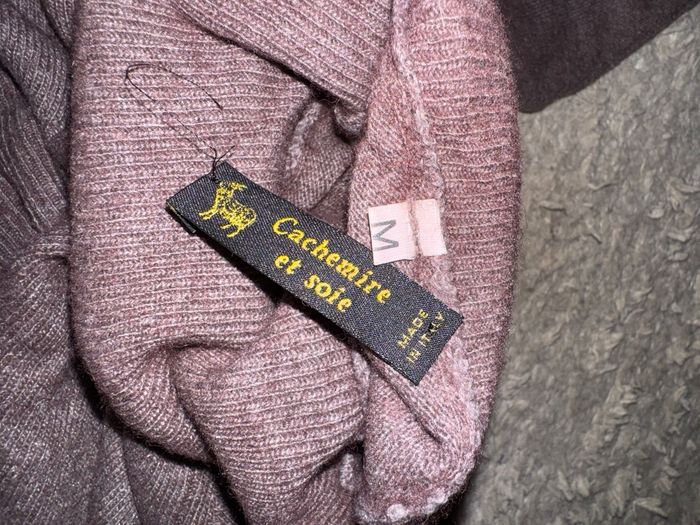 Cachemire
et soie
MADE
IN ITALY
M